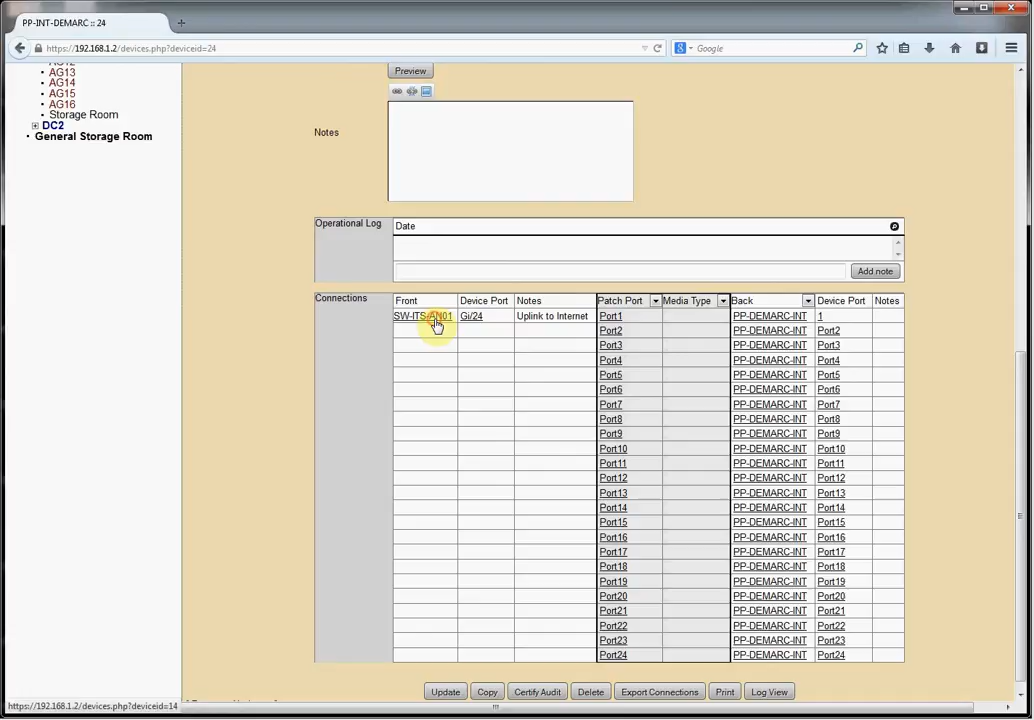 PP-INT-DEMARC :: 24
https://192.168.1.2/devices.php?deviceid=24
Google
AG13
AG14
AG15
AG16
Storage Room
DC2
General Storage Room
Preview
Notes
Operational Log
Date
Add note
Connections
Front Device Port Notes Patch Port Media Type Back Device Port Notes
SW-ITS-AN01 Gi/24 Uplink to Internet Port1 PP-DEMARC-INT 1
Port2 PP-DEMARC-INT Port2
Port3 PP-DEMARC-INT Port3
Port4 PP-DEMARC-INT Port4
Port5 PP-DEMARC-INT Port5
Port6 PP-DEMARC-INT Port6
Port7 PP-DEMARC-INT Port7
Port8 PP-DEMARC-INT Port8
Port9 PP-DEMARC-INT Port9
Port10 PP-DEMARC-INT Port10
Port11 PP-DEMARC-INT Port11
Port12 PP-DEMARC-INT Port12
Port13 PP-DEMARC-INT Port13
Port14 PP-DEMARC-INT Port14
Port15 PP-DEMARC-INT Port15
Port16 PP-DEMARC-INT Port16
Port17 PP-DEMARC-INT Port17
Port18 PP-DEMARC-INT Port18
Port19 PP-DEMARC-INT Port19
Port20 PP-DEMARC-INT Port20
Port21 PP-DEMARC-INT Port21
Port22 PP-DEMARC-INT Port22
Port23 PP-DEMARC-INT Port23
Port24 PP-DEMARC-INT Port24
Update Copy Certify Audit Delete Export Connections Print Log View
https://192.168.1.2/devices.php?deviceid=14